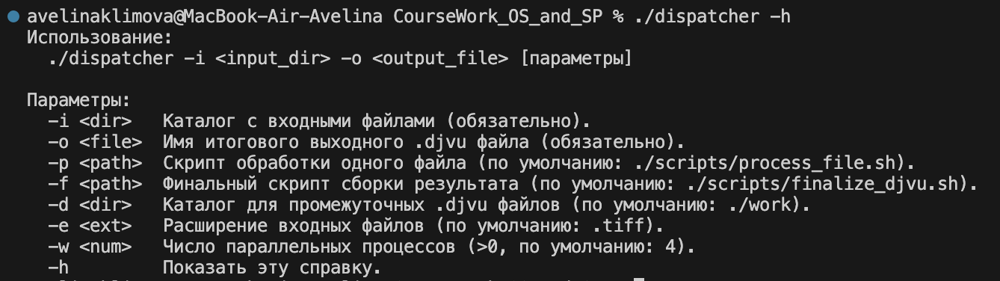 avelinaklimova@MacBook-Air-Avelina CourseWork_OS_and_SP % ./dispatcher -h
Использование:
  ./dispatcher -i <input_dir> -o <output_file> [параметры]

Параметры:
  -i <dir>   Каталог с входными файлами (обязательно).
  -o <file>  Имя итогового выходного .djvu файла (обязательно).
  -p <path>  Скрипт обработки одного файла (по умолчанию: ./scripts/process_file.sh).
  -f <path>  Финальный скрипт сборки результата (по умолчанию: ./scripts/finalize_djvu.sh).
  -d <dir>   Каталог для промежуточных .djvu файлов (по умолчанию: ./work).
  -e <ext>   Расширение входных файлов (по умолчанию: .tiff).
  -w <num>   Число параллельных процессов (>0, по умолчанию: 4).
  -h         Показать эту справку.